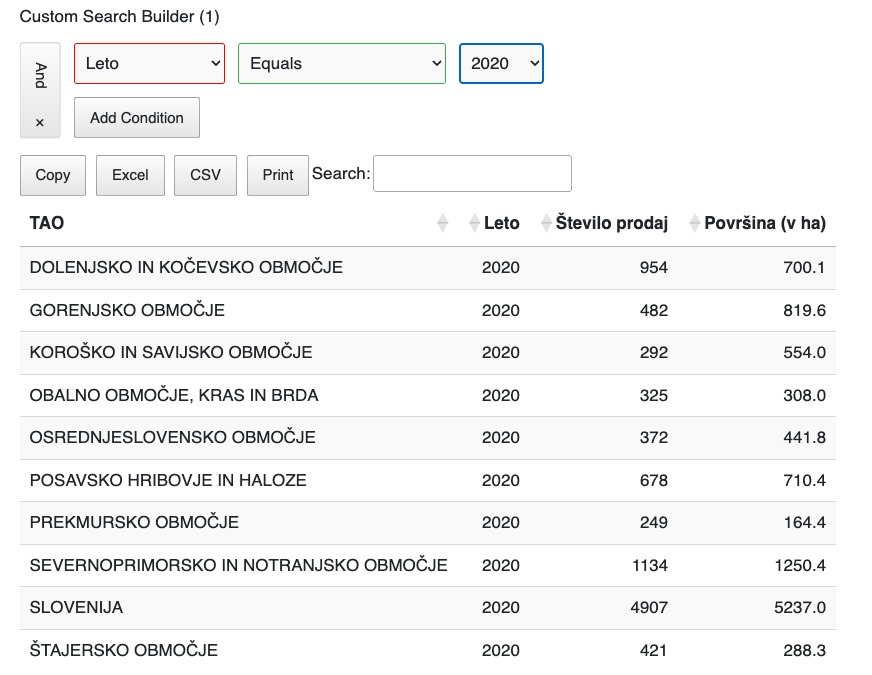 Custom Search Builder (1)
And
×
Leto
Equals
2020
Add Condition
Copy Excel CSV Print Search:
TAO Leto Število prodaj Površina (v ha)
DOLENJSKO IN KOČEVSKO OBMOČJE 2020 954 700.1
GORENJSKO OBMOČJE 2020 482 819.6
KOROŠKO IN SAVIJSKO OBMOČJE 2020 292 554.0
OBALNO OBMOČJE, KRAS IN BRDA 2020 325 308.0
OSREDNJESLOVENSKO OBMOČJE 2020 372 441.8
POSAVSKO HRIBOVJE IN HALOZE 2020 678 710.4
PREKMURSKO OBMOČJE 2020 249 164.4
SEVERNOPRIMORSKO IN NOTRANJSKO OBMOČJE 2020 1134 1250.4
SLOVENIJA 2020 4907 5237.0
ŠTAJERSKO OBMOČJE 2020 421 288.3